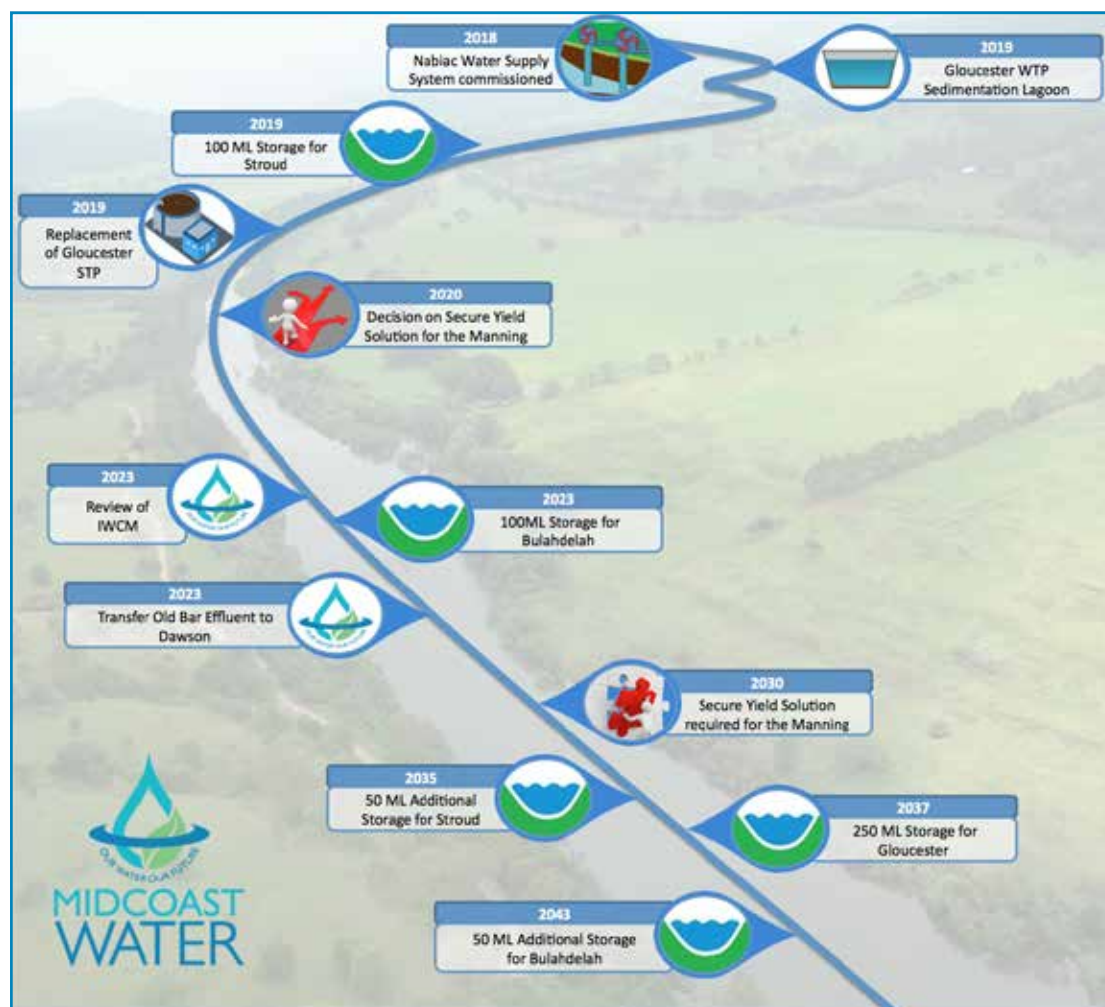 2018
Nabiac Water Supply
System commissioned
2019
Gloucester WTP
Sedimentation Lagoon
2019
100 ML Storage for
Stroud
2019
Replacement
of Gloucester
STP
2020
Decision on Secure Yield
Solution for the Manning
2023
Review of
IWCM
2023
100ML Storage for
Bulahdelah
2023
Transfer Old Bar Effluent to
Dawson
2030
Secure Yield Solution
required for the Manning
2035
50 ML Additional
Storage for Stroud
2037
250 ML Storage for
Gloucester
2043
50 ML Additional Storage
for Bulahdelah
OUR WATER OUR FUTURE
MIDCOAST
WATER